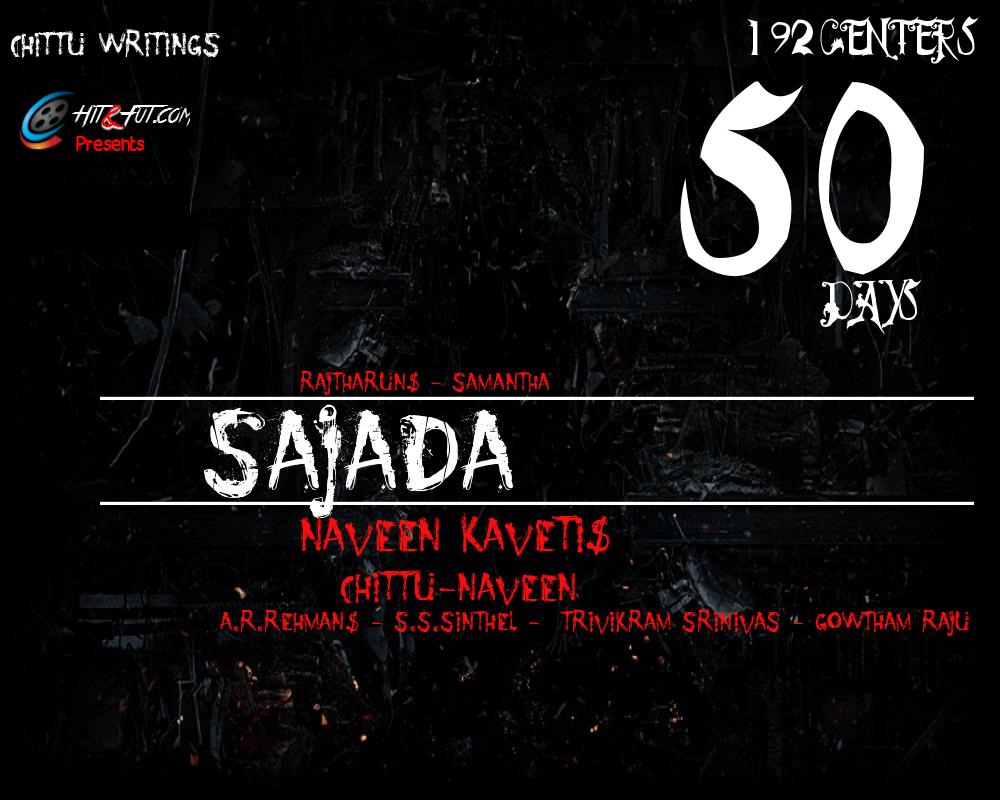 CHITTU WRITINGS
192 CENTERS
HIT&FUT.COM
Presents
50
DAYS
RAJTHARUN$ - SAMANTHA
SAjADA
NAVEEN KAVETI$
CHITTU-NAVEEN
A.R.REHMAN$ - S.S.SINTHEL - TRIVIKRAM SRINIVAS - GOWTHAM RAJU